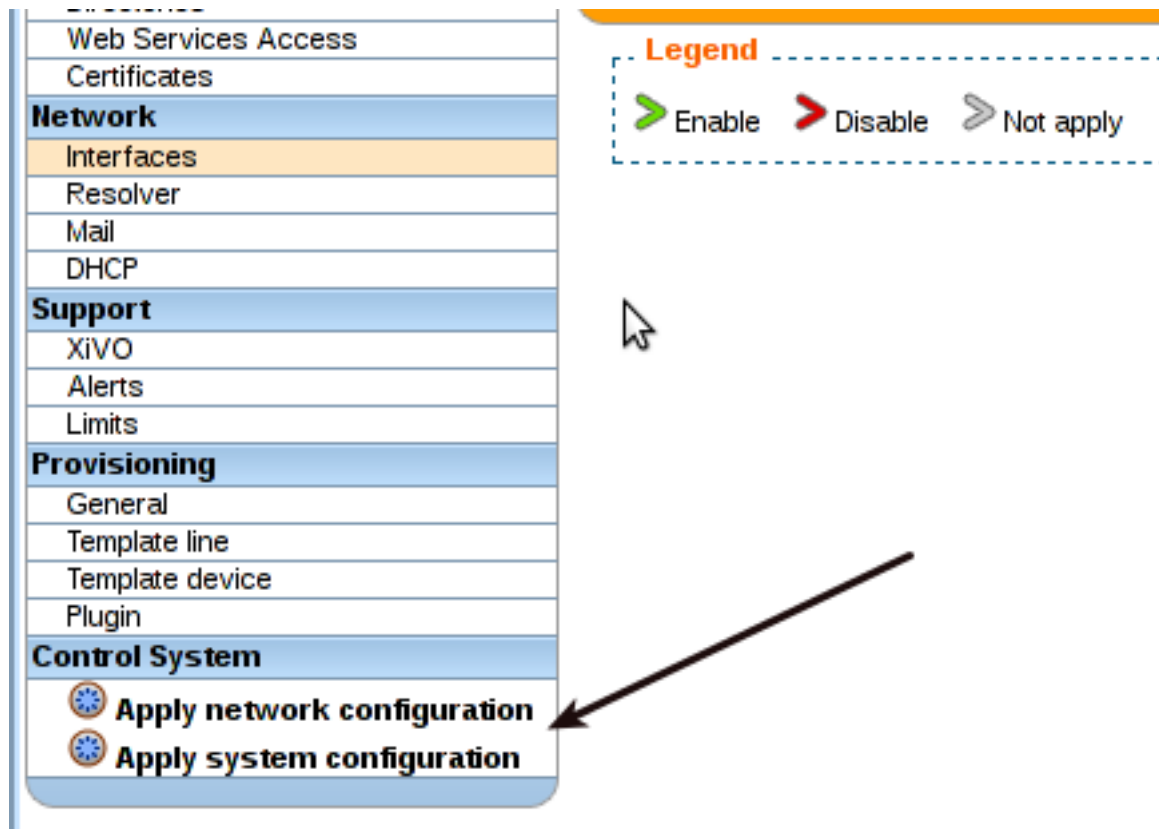 Web Services Access
Certificates
Network
Interfaces
Resolver
Mail
DHCP
Support
XiVO
Alerts
Limits
Provisioning
General
Template line
Template device
Plugin
Control System
Apply network configuration
Apply system configuration
Legend
Enable Disable Not apply